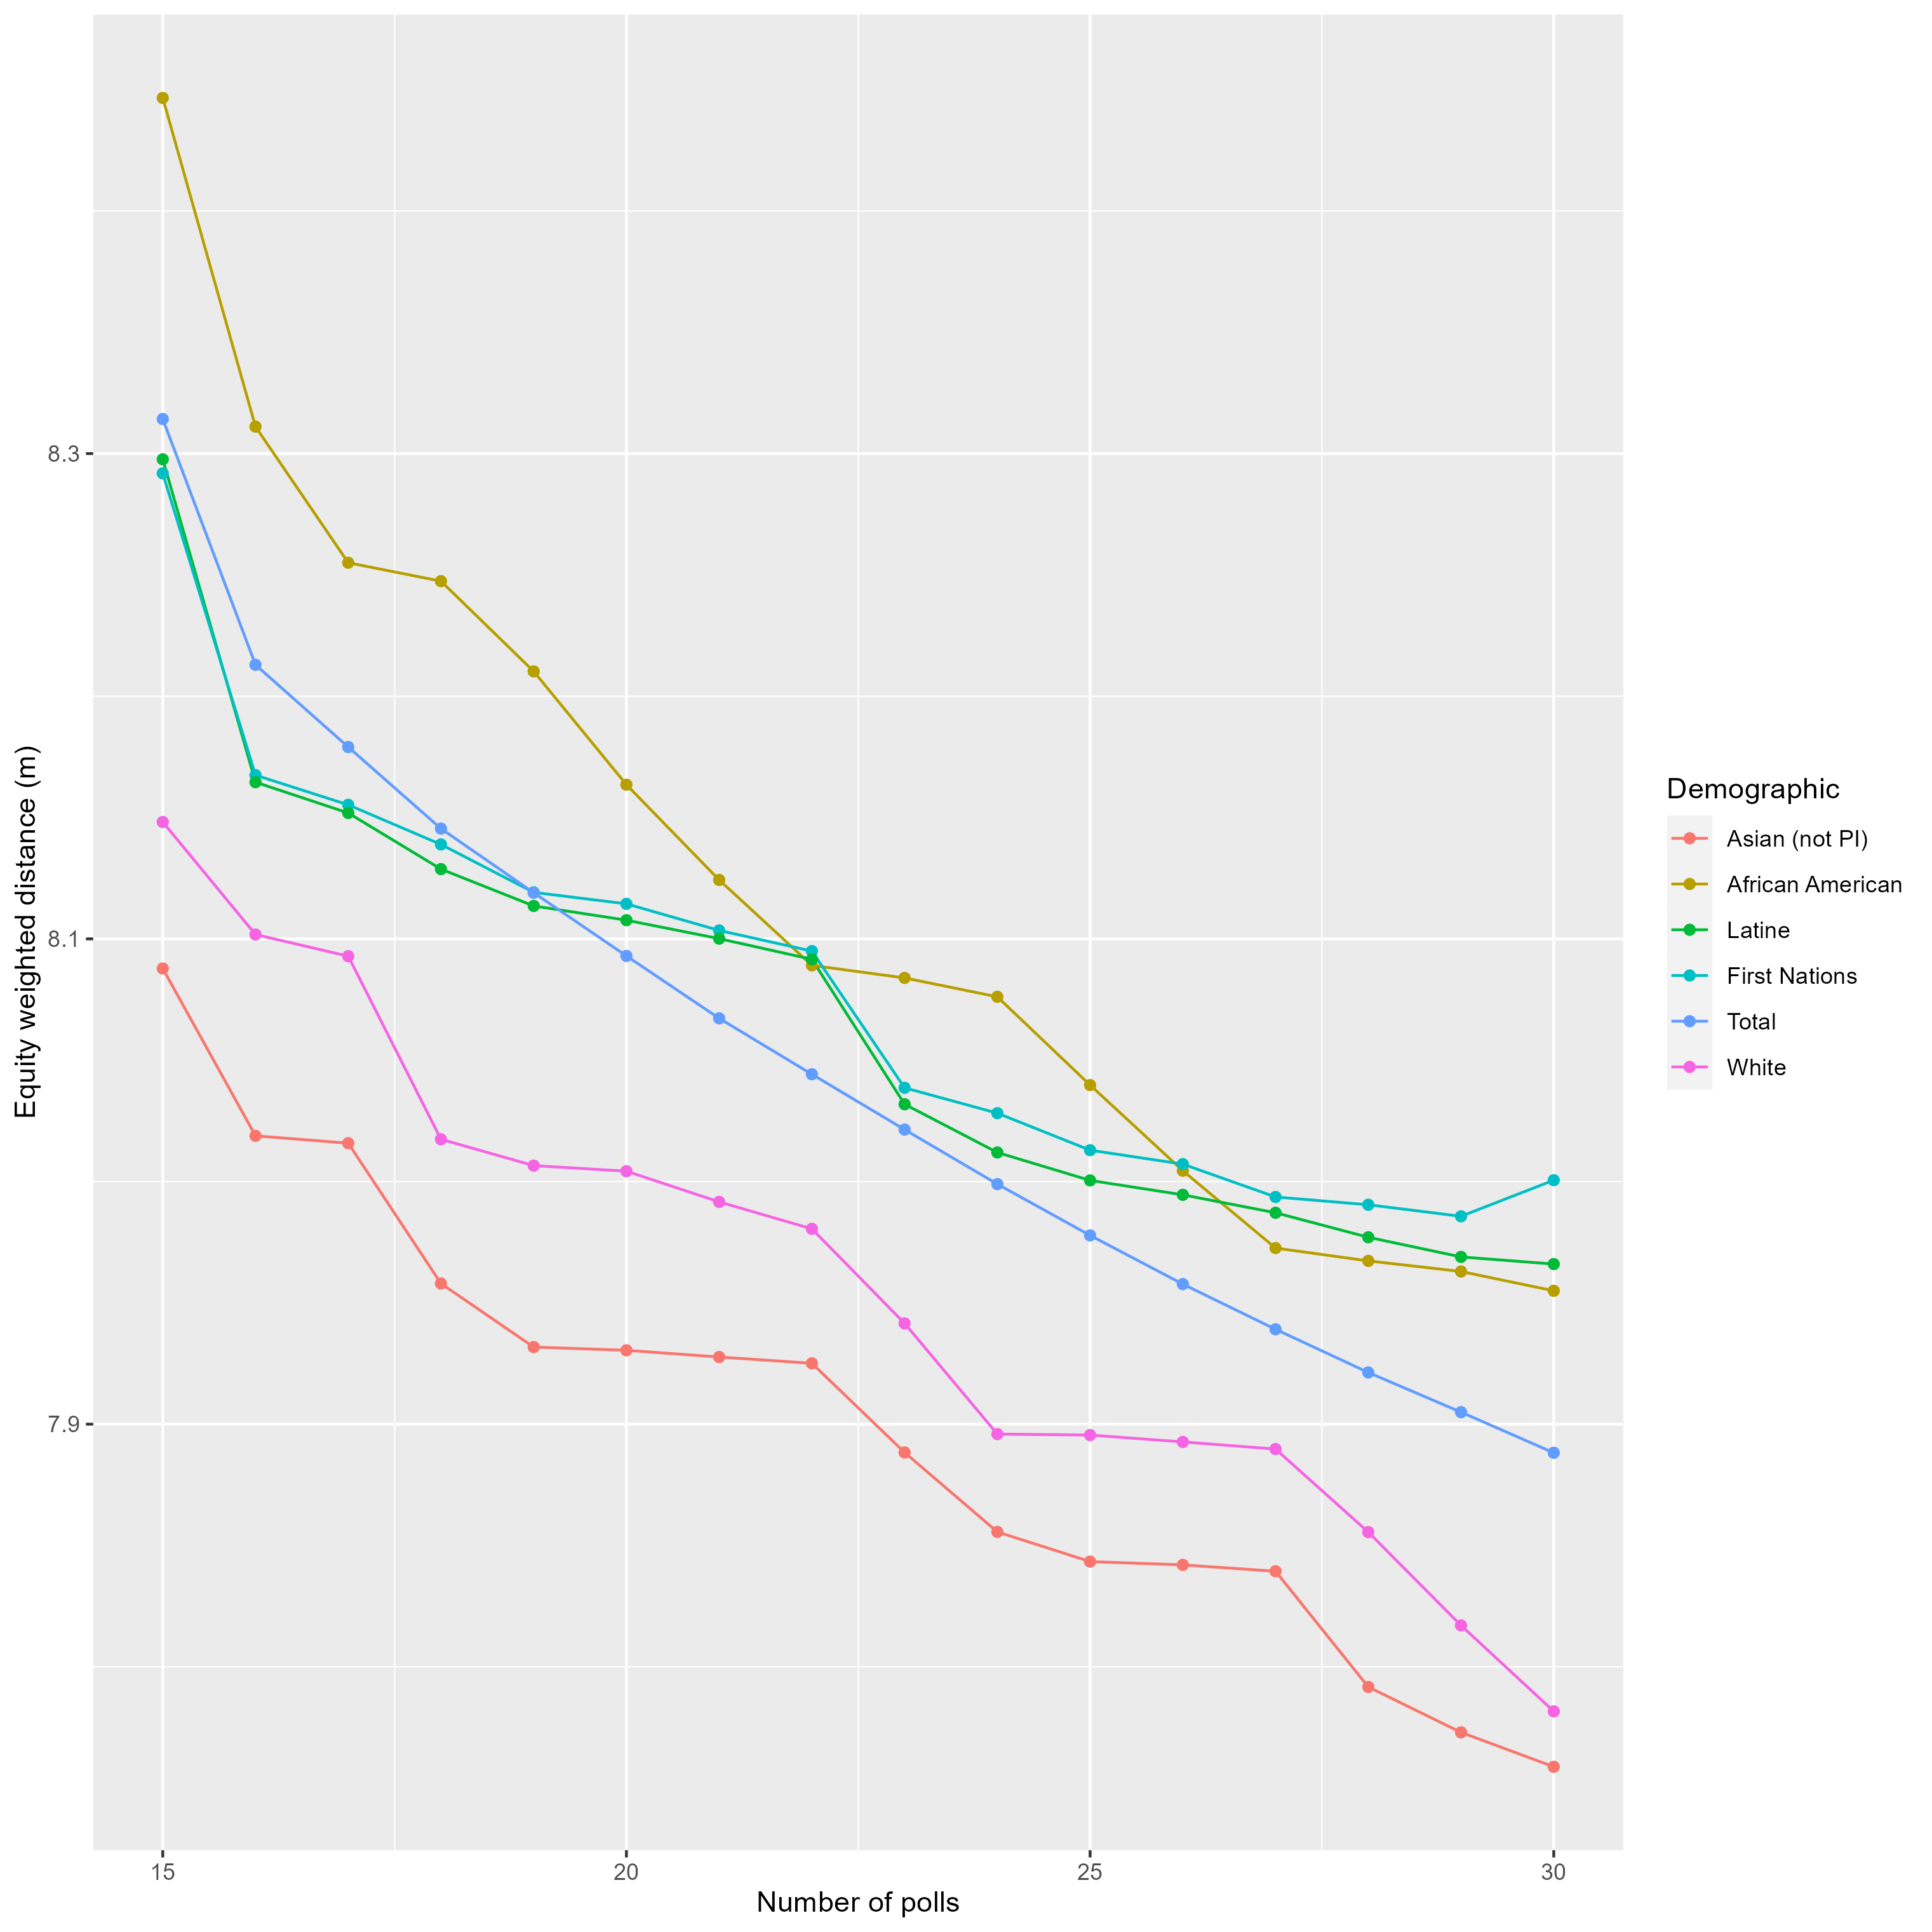 Equity weighted distance (m)
8.3
8.1
7.9
15
20
25
30
Number of polls
Demographic
Asian (not PI)
African American
Latine
First Nations
Total
White